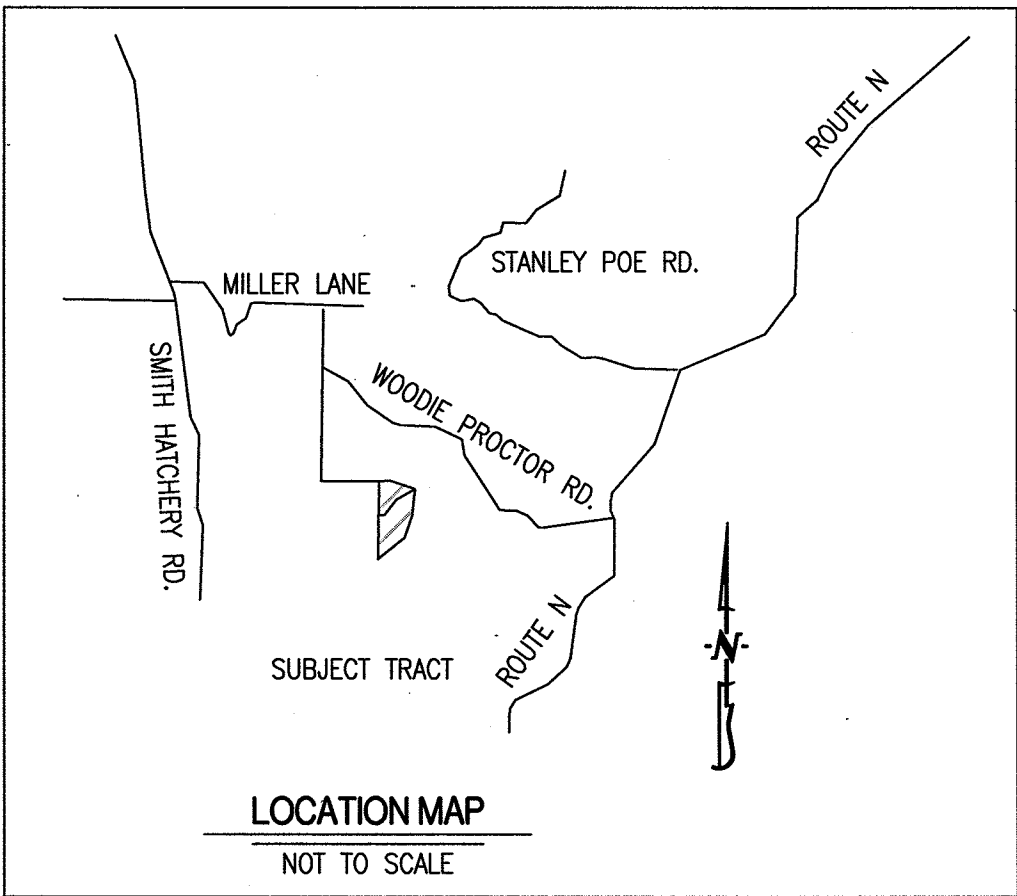 ROUTE N
STANLEY POE RD.
MILLER LANE
SMITH HATCHERY RD.
WOODIE PROCTOR RD.
ROUTE N
-N-
SUBJECT TRACT
LOCATION MAP
NOT TO SCALE